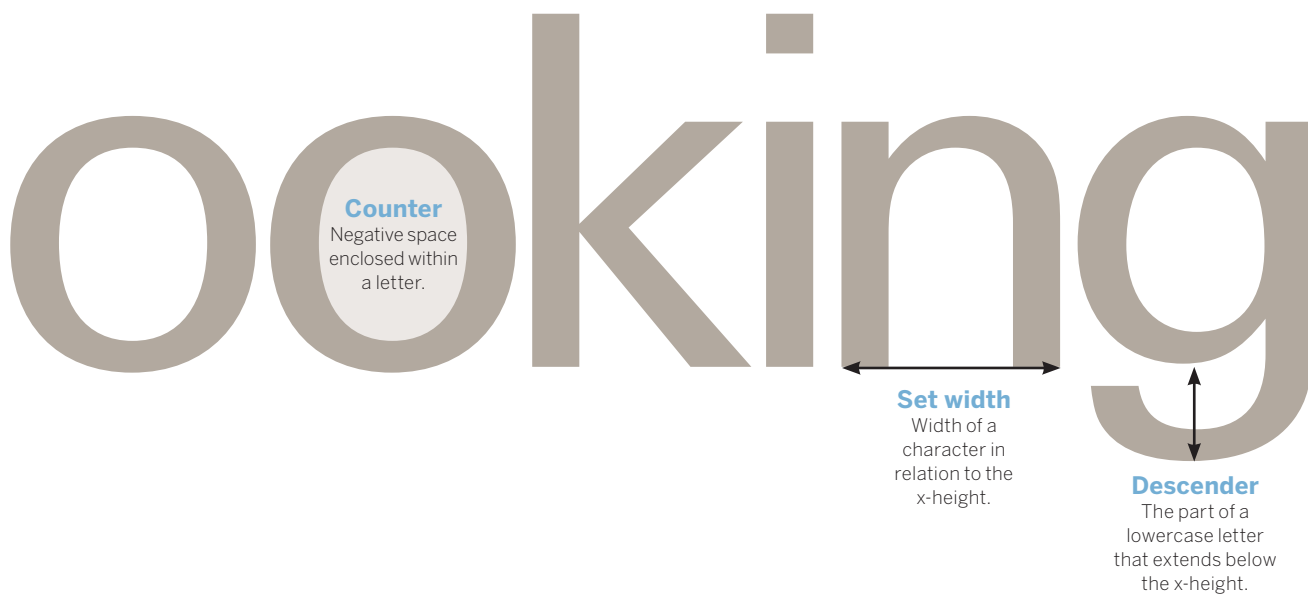 ooking
Counter
Negative space
enclosed within
a letter.
Set width
Width of a
character in
relation to the
x-height.
Descender
The part of a
lowercase letter
that extends below
the x-height.